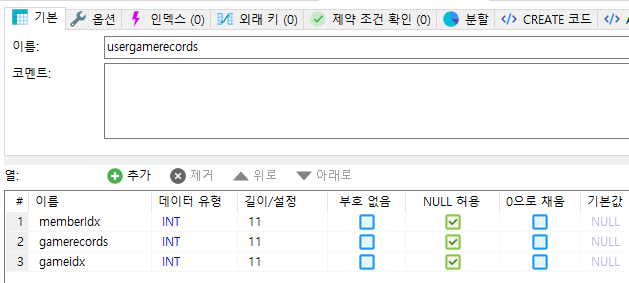 기본 옵션 인덱스 (0) 외래 키 (0) 제약 조건 확인 (0) 분할 CREATE 코드
이름: usergamerecords
코멘트:
열: 추가 제거 위로 아래로
# 이름 데이터 유형 길이/설정 부호 없음 NULL 허용 0으로 채움 기본값
1 memberIdx INT 11 NULL
2 gamerecords INT 11 NULL
3 gameidx INT 11 NULL